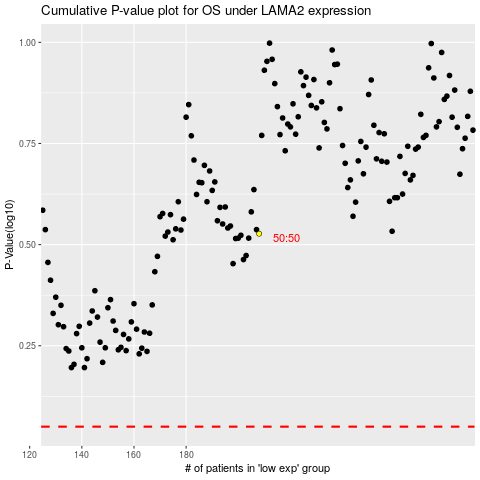 Cumulative P-value plot for OS under LAMA2 expression
P-Value(log10)
1.00
0.75
0.50
0.25
50:50
120 140 160 180
# of patients in 'low exp' group